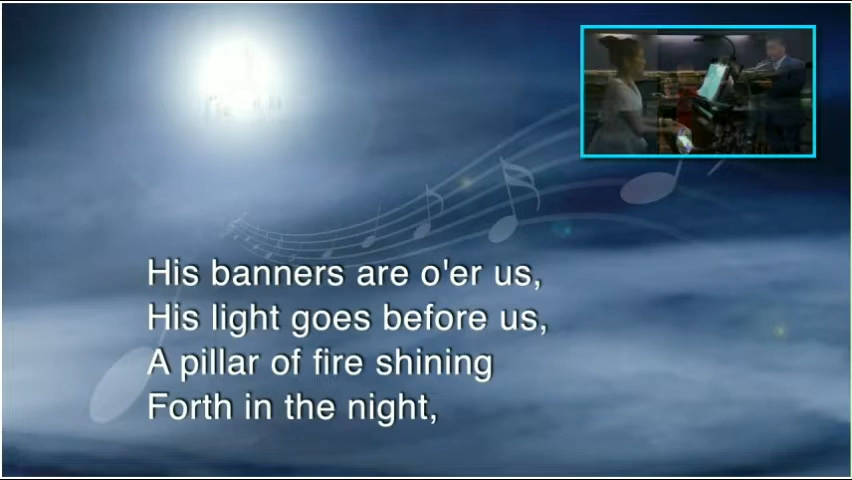 His banners are o'er us,
His light goes before us,
A pillar of fire shining
Forth in the night,